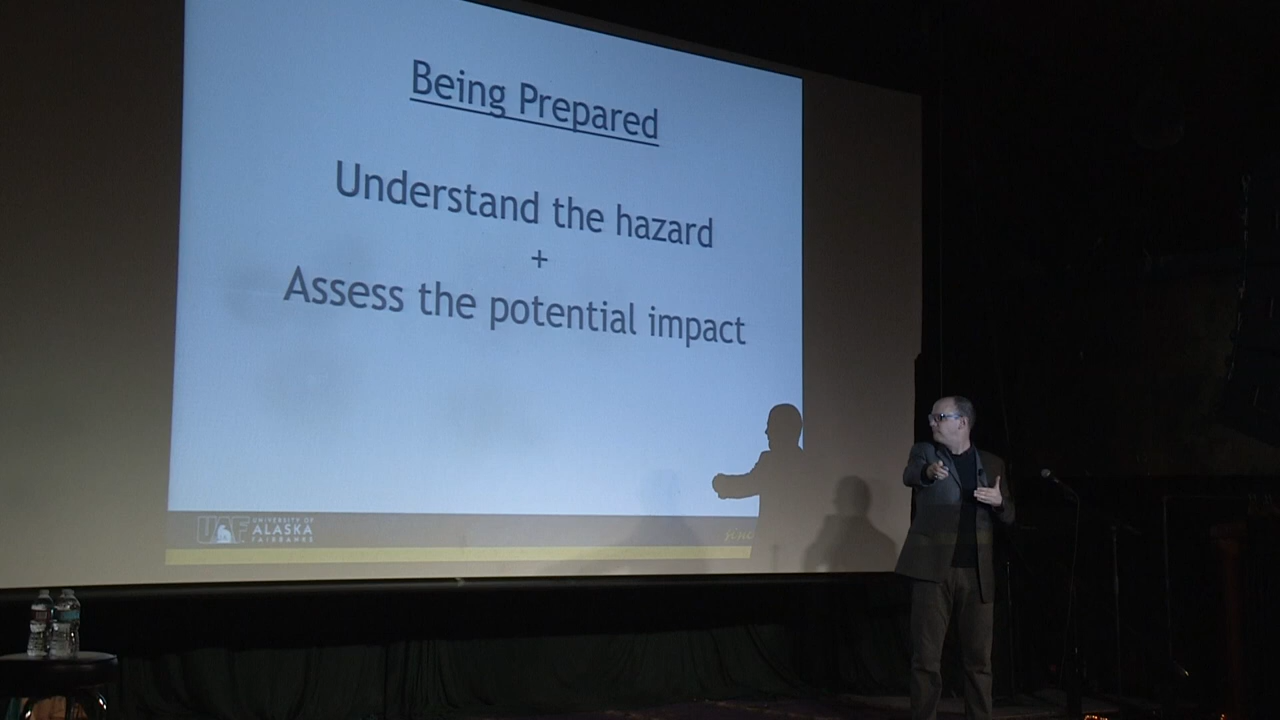 Being Prepared
Understand the hazard
+
Assess the potential impact
UAF
UNIVERSITY OF
ALASKA
FAIRBANKS